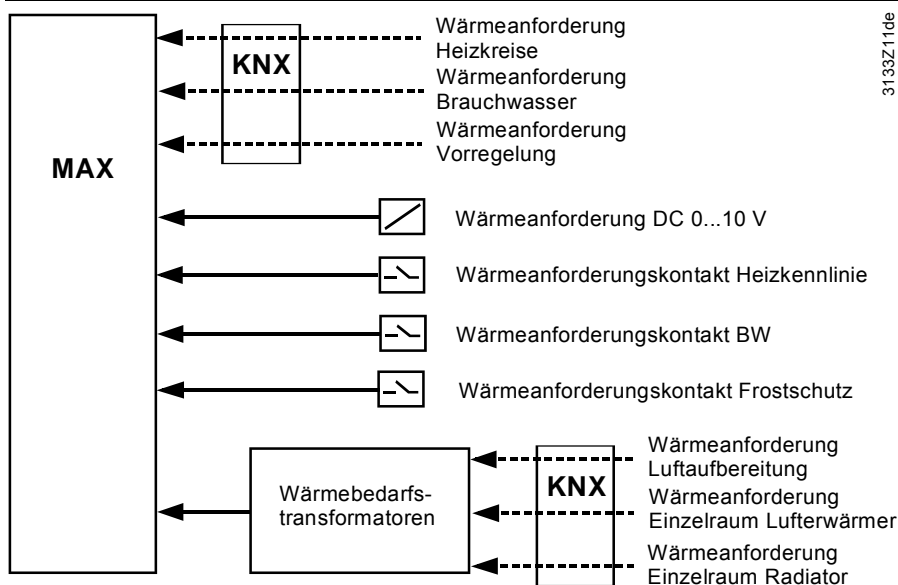 Wärmeanforderung
Heizkreise
KNX
Wärmeanforderung
Brauchwasser
Wärmeanforderung
Vorregelung
3133Z11de
MAX
Wärmeanforderung DC 0...10 V
Wärmeanforderungskontakt Heizkennlinie
Wärmeanforderungskontakt BW
Wärmeanforderungskontakt Frostschutz
Wärmebedarfs-
transformatoren
KNX
Wärmeanforderung
Luftaufbereitung
Wärmeanforderung
Einzelraum Lufterwärmer
Wärmeanforderung
Einzelraum Radiator